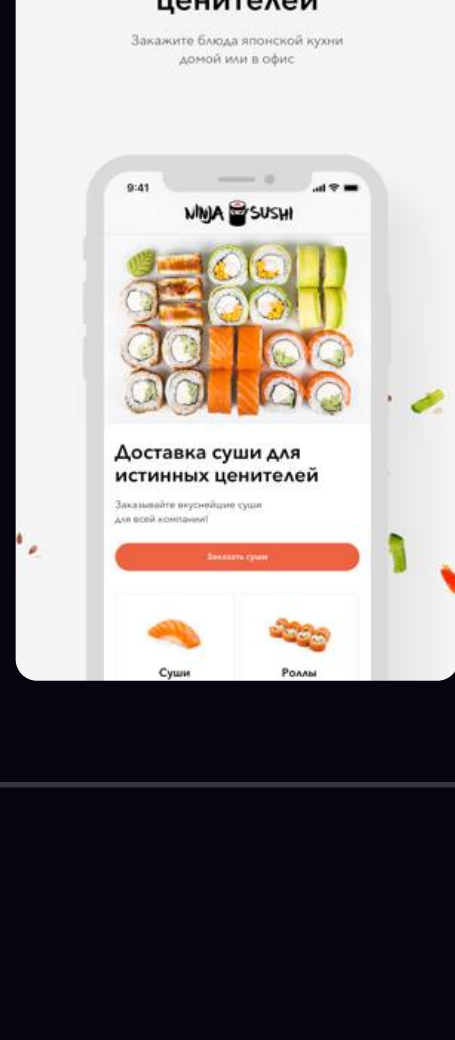 ценителей
Закажите блюда японской кухни
домой или в офис
9:41
NINJA SUSHI
Доставка суши для
истинных ценителей
Заказывайте вкуснейшие суши
для всей компании!
Заказать суши
Суши
Роллы